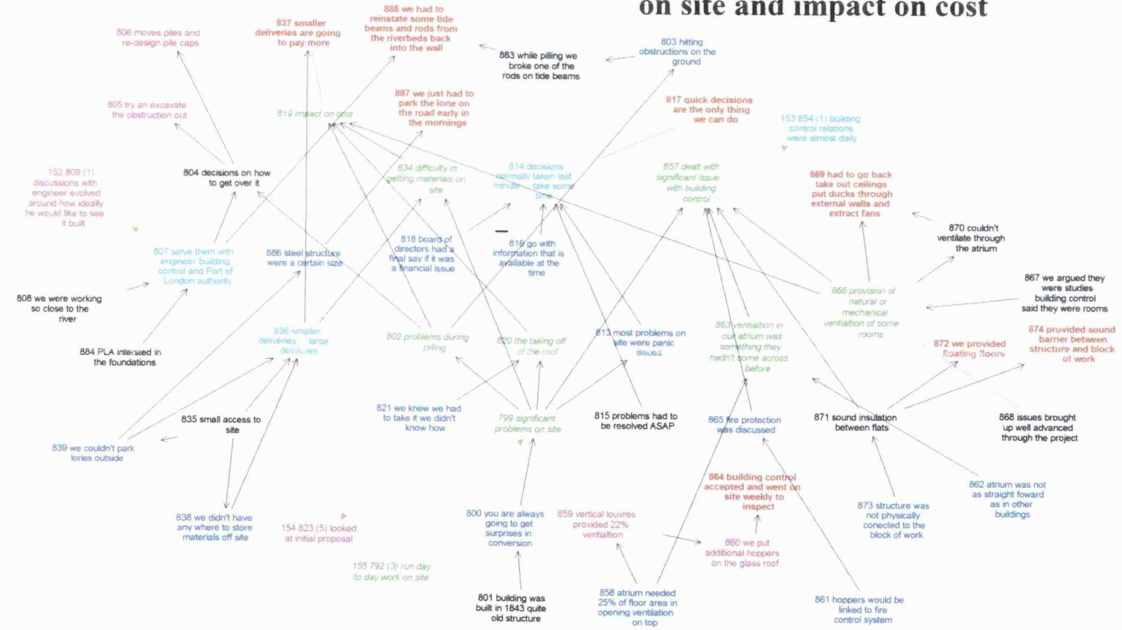 on site and impact on cost
885 we had to
reinstate some tide
beams and rods from
the riverbeds back
into the wall
837 smaller
deliveries are going
to pay more
806 moves piles and
re-design pile caps
803 hitting
obstructions on the
ground
883 while pilling we
broke one of the
rods on tide beams
887 we just had to
park the lorie on
the road early in
the mornings
817 quick decisions
are the only thing
we can do
805 try an excavate
the obstruction out
819 impact on cost
153 854 (1) building
control relations
were almost daily
804 decisions on how
to get over it
834 difficulty in
getting materials on
site
814 decisions
normally taken last
minute take some
time
857 dealt with
significant issue
with building
control
869 had to go back
take out ceilings
put ducks through
external walls and
extract fans
152 809 (1)
discussions with
engineer evolved
around how ideally
he would like to see
it built
870 couldn't
ventilate through
the atrium
807 solve them with
engineer building
control and Port of
London authority
886 steel structure
were a certain size
818 board of
directors had a
final say if it was
a financial issue
816 go with
information that is
available at the
time
867 we argued they
were studies
building control
said they were rooms
808 we were working
so close to the
river
866 provision of
natural or
mechanical
ventialtion of some
rooms
884 PLA intersted in
the foundations
836 smaller
deliveries large
deliveries
802 problems during
pilling
820 the taking off
of the roof
813 most problems on
site were panic
issues
863 ventialtion in
our atrium was
something they
hadn't come across
before
872 we provided
floating floors
874 provided sound
barrier between
structure and block
of work
835 small access to
site
821 we knew we had
to take it we didn't
know how
799 significant
problems on site
815 problems had to
be resolved ASAP
865 fire protection
was discussed
871 sound insulation
between flats
868 issues brought
up well advanced
through the project
839 we couldn't park
lories outside
864 building control
accepted and went on
site weekly to
inspect
862 atrium was not
as straight foward
as in other
buildings
838 we didn't have
any where to store
materials off site
154 823 (5) looked
at initial proposal
800 you are always
going to get
surprises in
conversion
859 vertical louvres
provided 22%
ventialtion
873 structure was
not physically
conected to the
block of work
860 we put
additional hoppers
on the glass roof
155 792 (3) run day
to day work on site
801 building was
built in 1843 quite
old structure
858 atrium needed
25% of floor area in
opening ventilation
on top
861 hoppers would be
linked to fire
control system